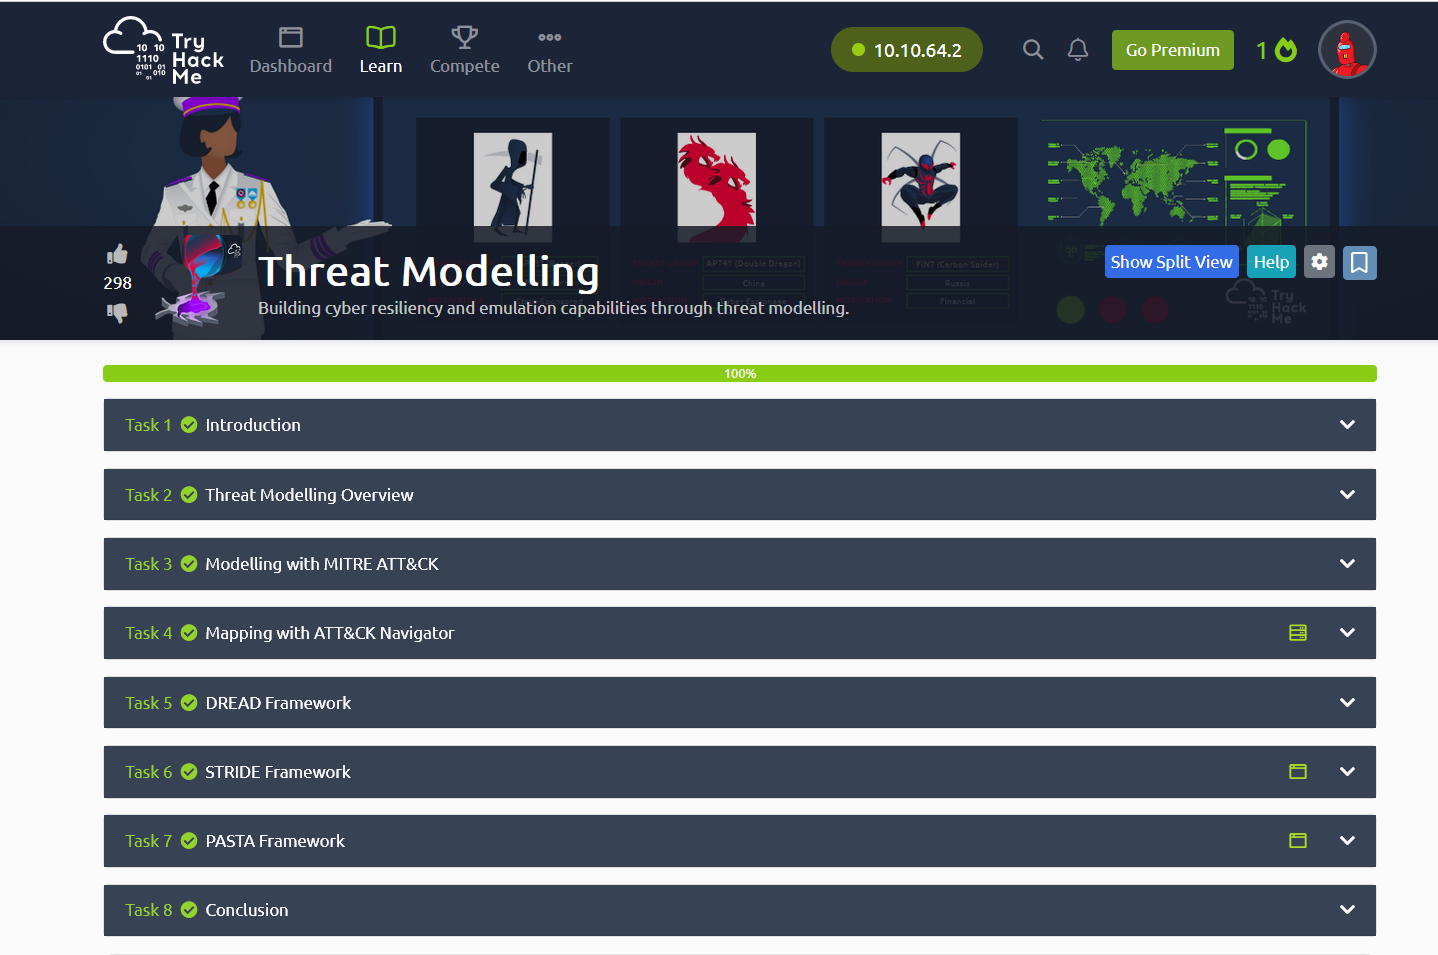 Try
Hack
Me
Dashboard
Learn
Compete
Other
10.10.64.2
Go Premium
1
APT41 (Double Dragon)
China
FIN7 (Carbon Spider)
Russia
Financial
298
Threat Modelling
Building cyber resiliency and emulation capabilities through threat modelling.
Show Split View
Help
Try
Hack
Me
100%
Task 1 Introduction
Task 2 Threat Modelling Overview
Task 3 Modelling with MITRE ATT&CK
Task 4 Mapping with ATT&CK Navigator
Task 5 DREAD Framework
Task 6 STRIDE Framework
Task 7 PASTA Framework
Task 8 Conclusion